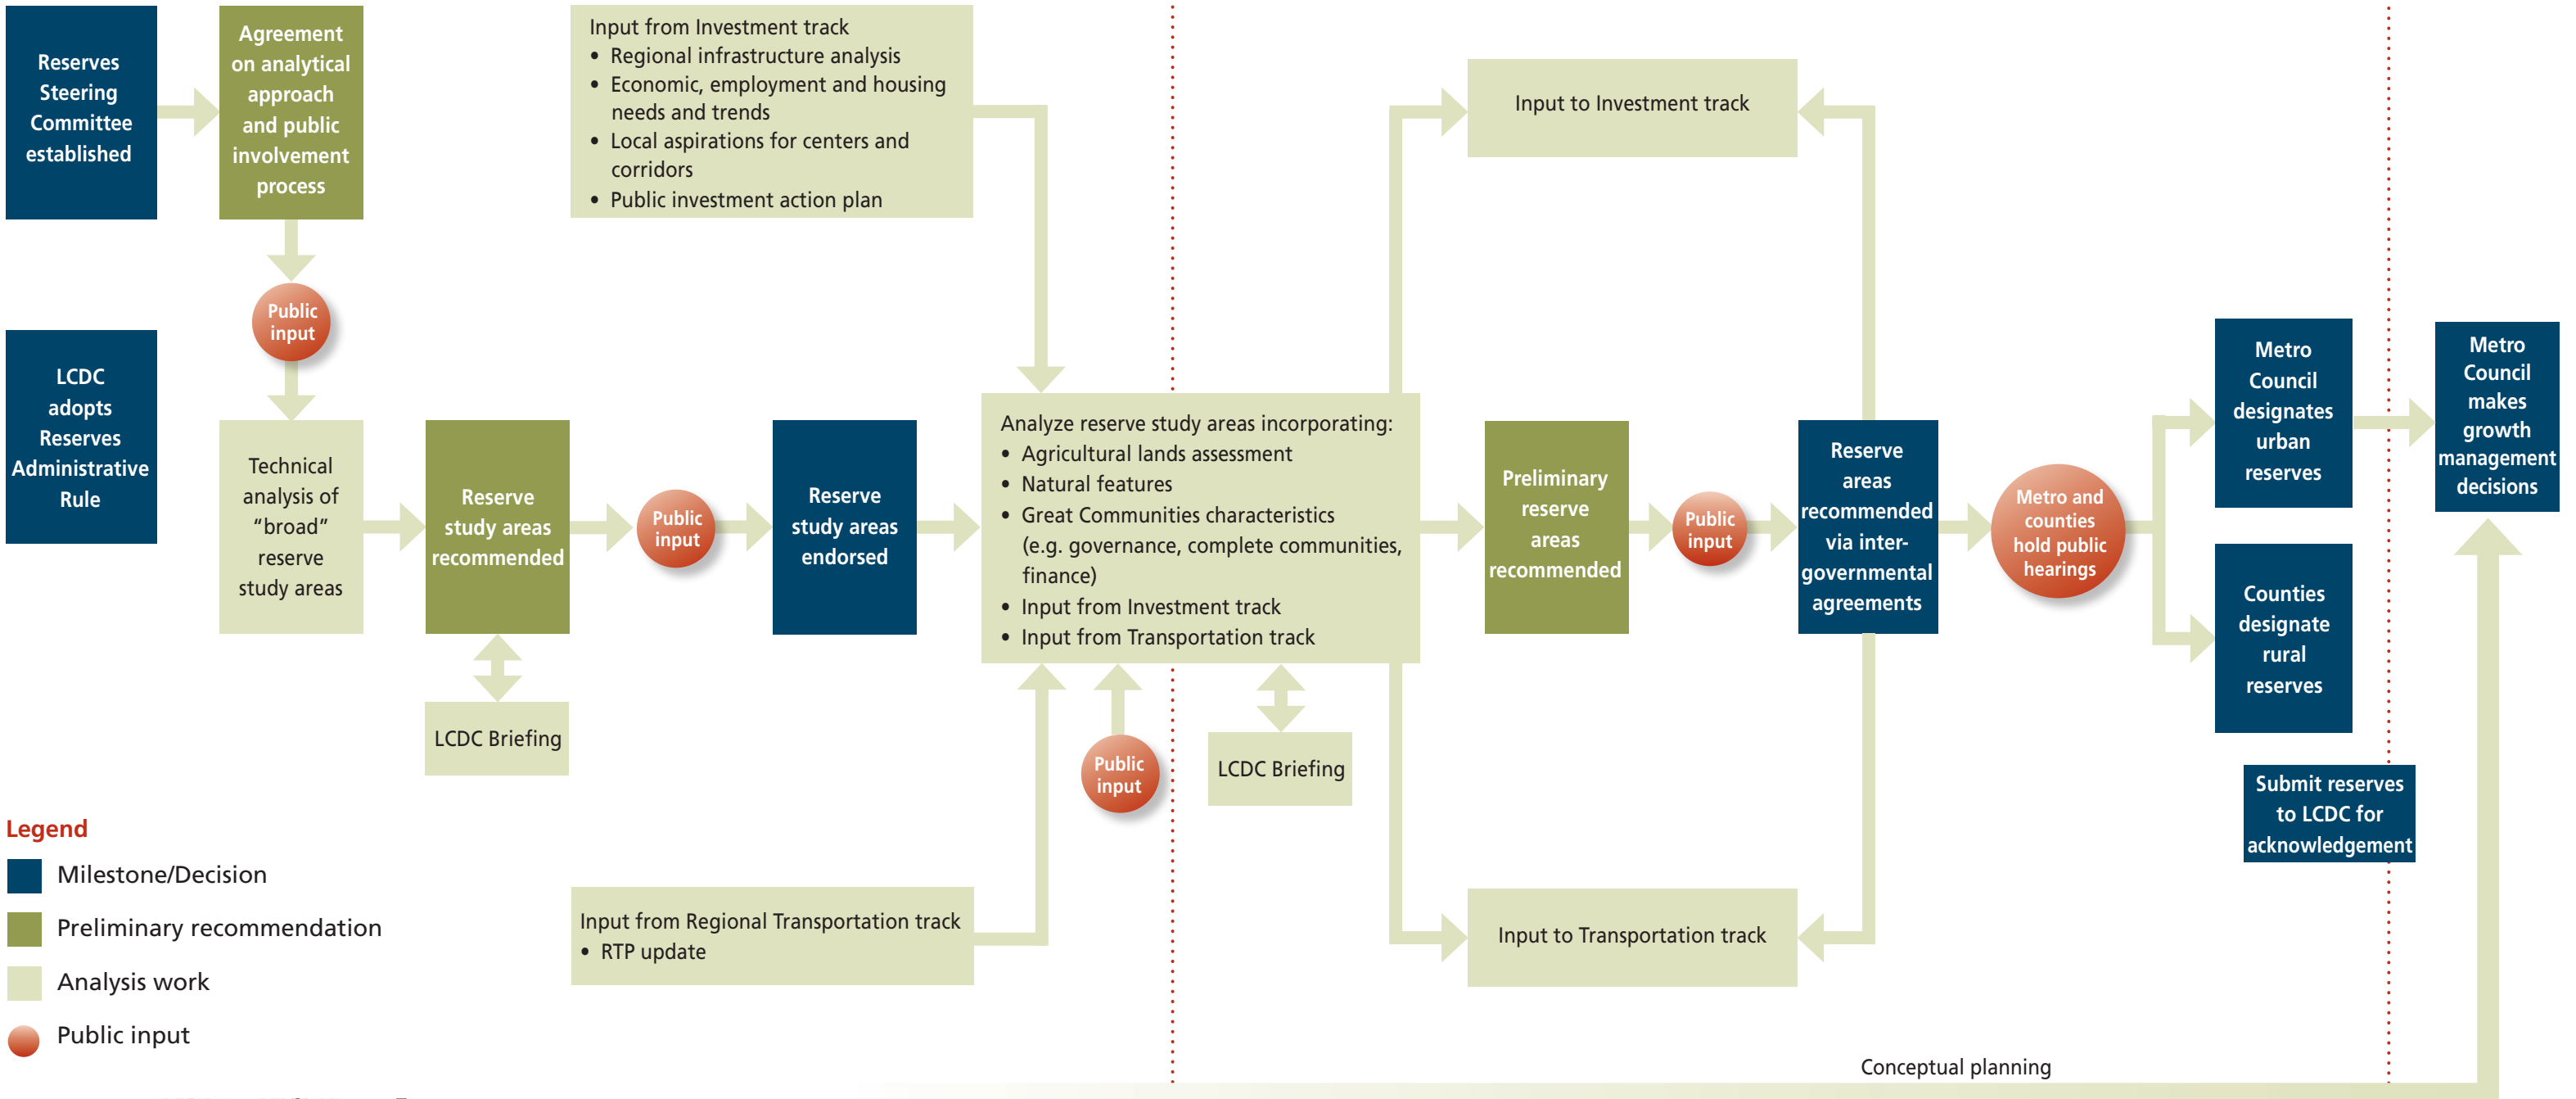 Reserves
Steering
Committee
established
Agreement
on analytical
approach
and public
involvement
process
Input from Investment track
• Regional infrastructure analysis
• Economic, employment and housing
needs and trends
• Local aspirations for centers and
corridors
• Public investment action plan
Input to Investment track
Public
input
LCDC
adopts
Reserves
Administrative
Rule
Technical
analysis of
“broad”
reserve
study areas
Reserve
study areas
recommended
Public
input
Reserve
study areas
endorsed
Analyze reserve study areas incorporating:
• Agricultural lands assessment
• Natural features
• Great Communities characteristics
(e.g. governance, complete communities,
finance)
• Input from Investment track
• Input from Transportation track
Preliminary
reserve
areas
recommended
Public
input
Reserve
areas
recommended
via inter-
governmental
agreements
Metro and
counties
hold public
hearings
Metro
Council
designates
urban
reserves
Metro
Council
makes
growth
management
decisions
Counties
designate
rural
reserves
LCDC Briefing
Public
input
LCDC Briefing
Submit reserves
to LCDC for
acknowledgement
Input from Regional Transportation track
• RTP update
Input to Transportation track
Legend
Milestone/Decision
Preliminary recommendation
Analysis work
Public input
Conceptual planning